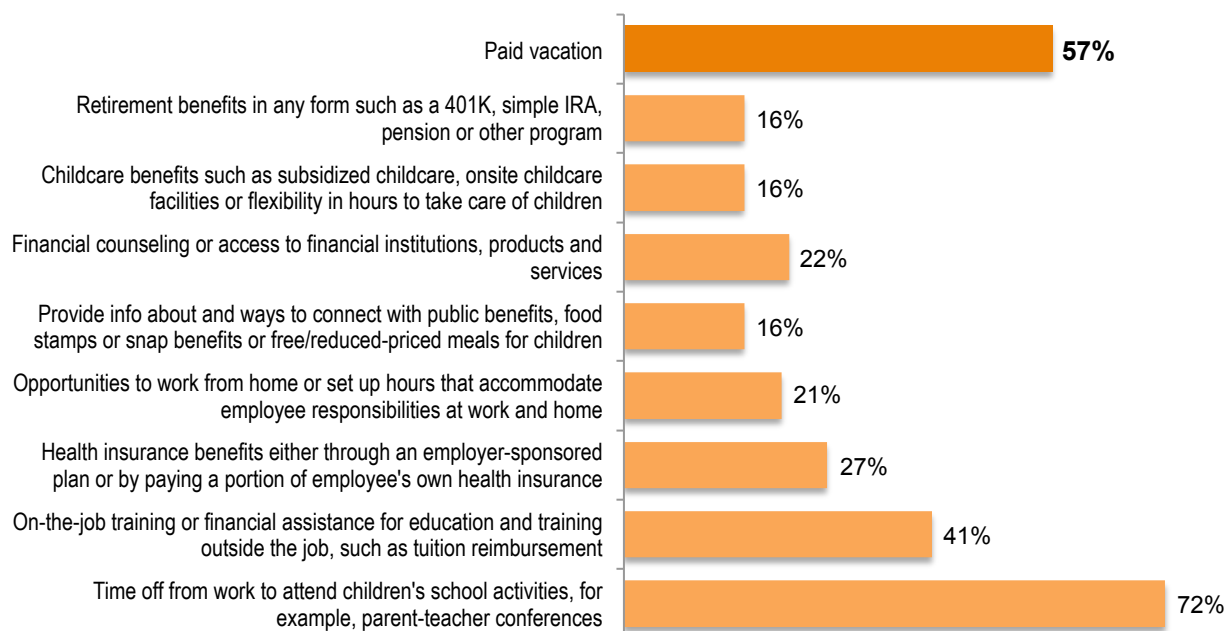 Paid vacation
57%
Retirement benefits in any form such as a 401K, simple IRA,
pension or other program
16%
Childcare benefits such as subsidized childcare, onsite childcare
facilities or flexibility in hours to take care of children
16%
Financial counseling or access to financial institutions, products and
services
22%
Provide info about and ways to connect with public benefits, food
stamps or snap benefits or free/reduced-priced meals for children
16%
Opportunities to work from home or set up hours that accommodate
employee responsibilities at work and home
21%
Health insurance benefits either through an employer-sponsored
plan or by paying a portion of employee's own health insurance
27%
On-the-job training or financial assistance for education and training
outside the job, such as tuition reimbursement
41%
Time off from work to attend children's school activities, for
example, parent-teacher conferences
72%